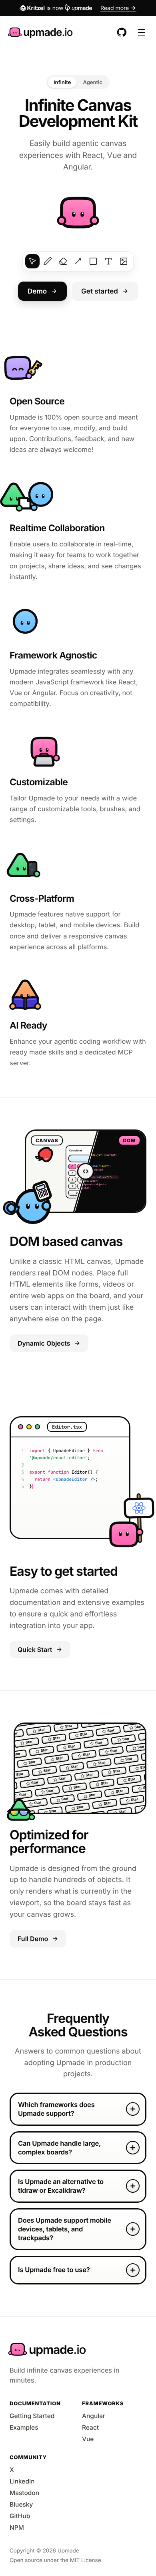 Kritzel is now upmade Read more →
upmade.io
Infinite Agentic
Infinite Canvas
Development Kit
Easily build agentic canvas
experiences with React, Vue and
Angular.
Demo →
Get started →
Open Source
Upmade is 100% open source and meant
for everyone to use, modify, and build
upon. Contributions, feedback, and new
ideas are always welcome!
Realtime Collaboration
Enable users to collaborate in real-time,
making it easy for teams to work together
on projects, share ideas, and see changes
instantly.
Framework Agnostic
Upmade integrates seamlessly with any
modern JavaScript framework like React,
Vue or Angular. Focus on creativity, not
compatibility.
Customizable
Tailor Upmade to your needs with a wide
range of customizable tools, brushes, and
settings.
Cross-Platform
Upmade features native support for
desktop, tablet, and mobile devices. Build
once and deliver a responsive canvas
experience across all platforms.
AI Ready
Enhance your agentic coding workflow with
ready made skills and a dedicated MCP
server.
CANVAS
DOM
DOM based canvas
Unlike a classic HTML canvas, Upmade
renders real DOM nodes. Place full
HTML elements like forms, videos or
entire web apps on the board, and your
users can interact with them just like
anywhere else on the page.
Dynamic Objects →
Editor.tsx
1 import { UpmadeEditor } from
'@upmade/react-editor';
2
3 export function Editor() {
4 return <UpmadeEditor />;
5 }
Easy to get started
Upmade comes with detailed
documentation and extensive examples
to ensure a quick and effortless
integration into your app.
Quick Start →
Star
Optimized for
performance
Upmade is designed from the ground
up to handle hundreds of objects. It
only renders what is currently in the
viewport, so the board stays fast as
your canvas grows.
Full Demo →
Frequently
Asked Questions
Answers to common questions about
adopting Upmade in production
projects.
Which frameworks does
Upmade support?
Can Upmade handle large,
complex boards?
Is Upmade an alternative to
tldraw or Excalidraw?
Does Upmade support mobile
devices, tablets, and
trackpads?
Is Upmade free to use?
upmade.io
Build infinite canvas experiences in
minutes.
DOCUMENTATION
Getting Started
Examples
FRAMEWORKS
Angular
React
Vue
COMMUNITY
X
LinkedIn
Mastodon
Bluesky
GitHub
NPM
Copyright © 2026 Upmade
Open source under the MIT License